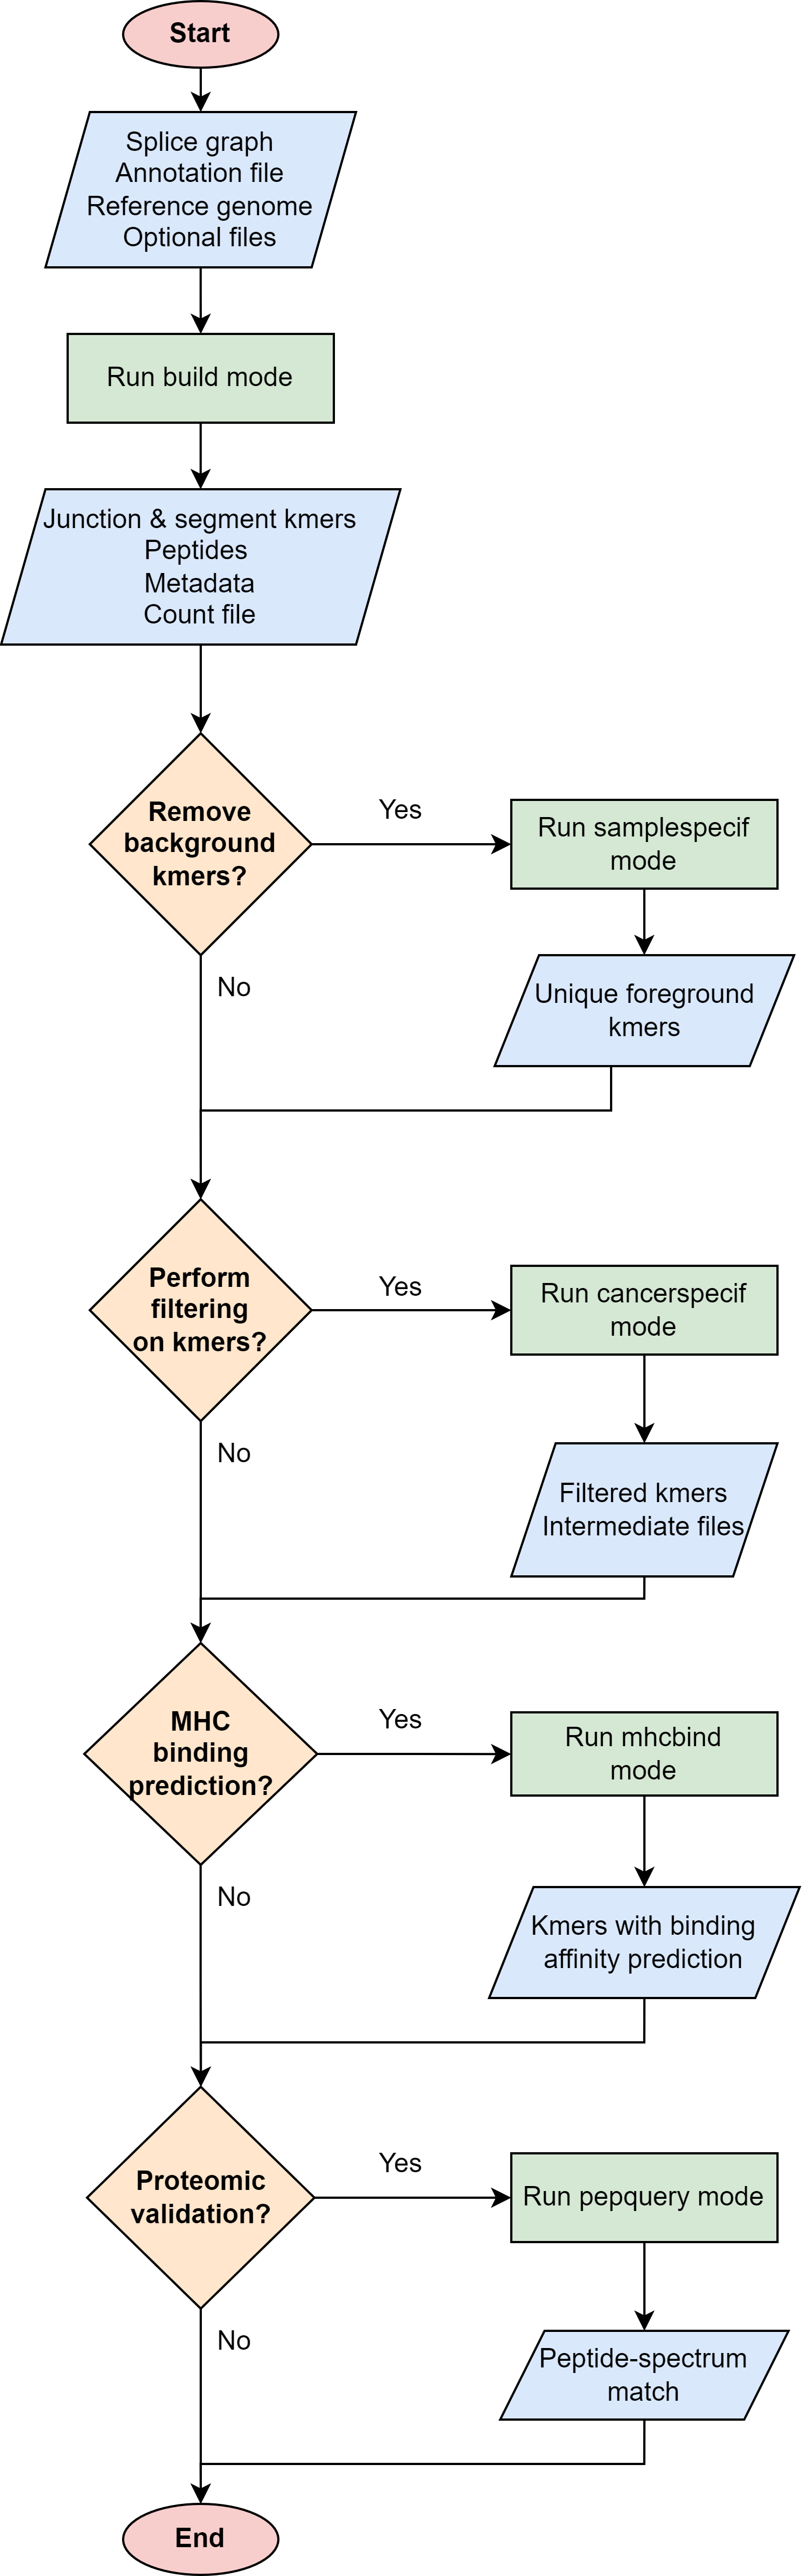 Start
Splice graph
Annotation file
Reference genome
Optional files
Run build mode
Junction & segment kmers
Peptides
Metadada
Count file
Remove
background
kmers?
Yes
Run samplespecif
mode
No
Unique foreground
kmers
Perform
filtering
on kmers?
Yes
Run cancerspecif
mode
No
Filtered kmers
Intermediate files
MHC
binding
prediction?
Yes
Run mhcbind
mode
No
Kmers with binding
affinity prediction
Proteomic
validation?
Yes
Run pepquery mode
No
Peptide-spectrum
match
End